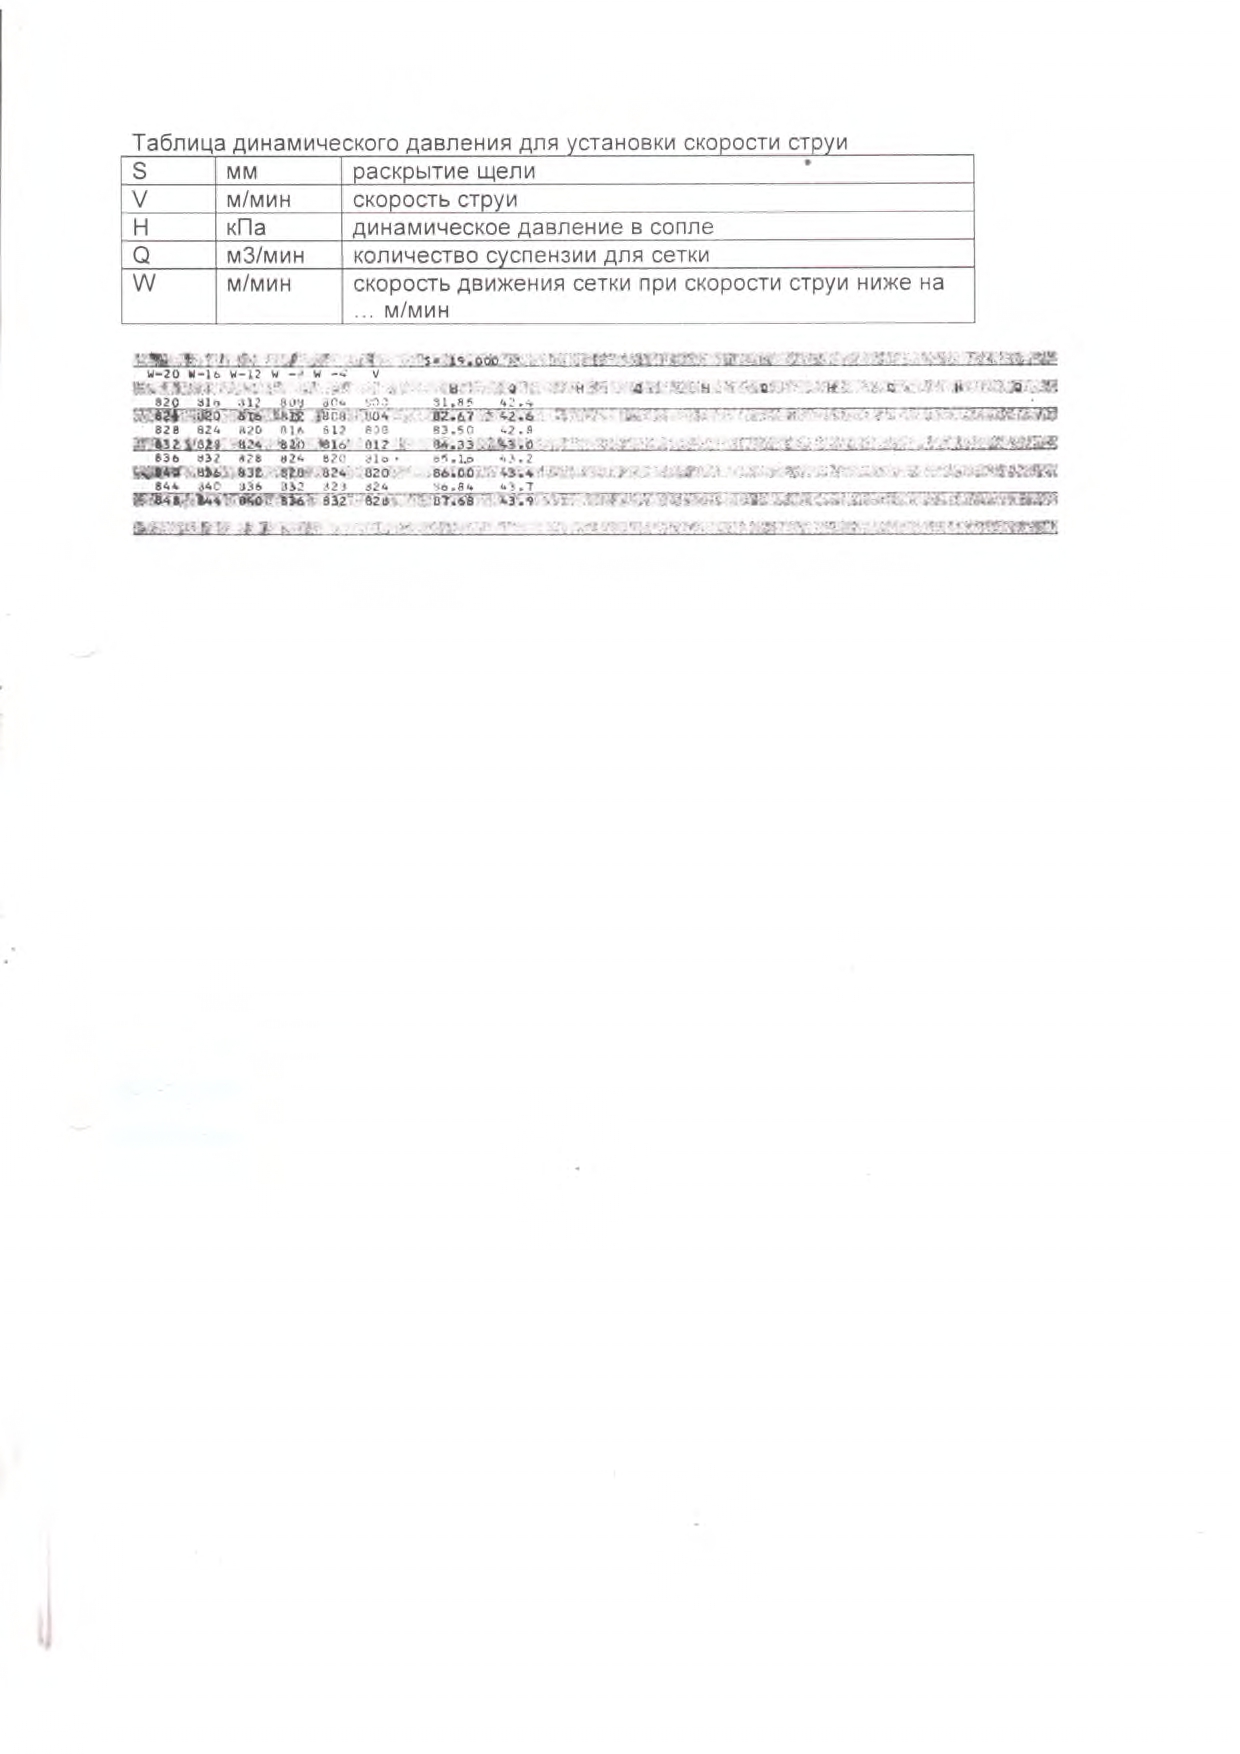 Таблица динамического давления для установки скорости струи
S мм раскрытие щели
V м/мин скорость струи
H кПа динамическое давление в сопле
Q м3/мин количество суспензии для сетки
W м/мин скорость движения сетки при скорости струи ниже на
... м/мин
S= 19.000
W-20 W-16 W-12 W - W -4 V
H Q H Q H Q H Q H Q
820 816 812 808 804 800 81.85 42.4
824 820 816 812 808 804 82.67 42.6
828 824 820 816 812 808 83.50 42.8
832 828 824 820 816 812 84.33 43.0
836 832 828 824 820 816 43.2
840 836 832 828 824 820 86.00 43.4
844 840 836 832 828 824 86.84 43.7
848 844 840 836 832 828 87.68 43.9